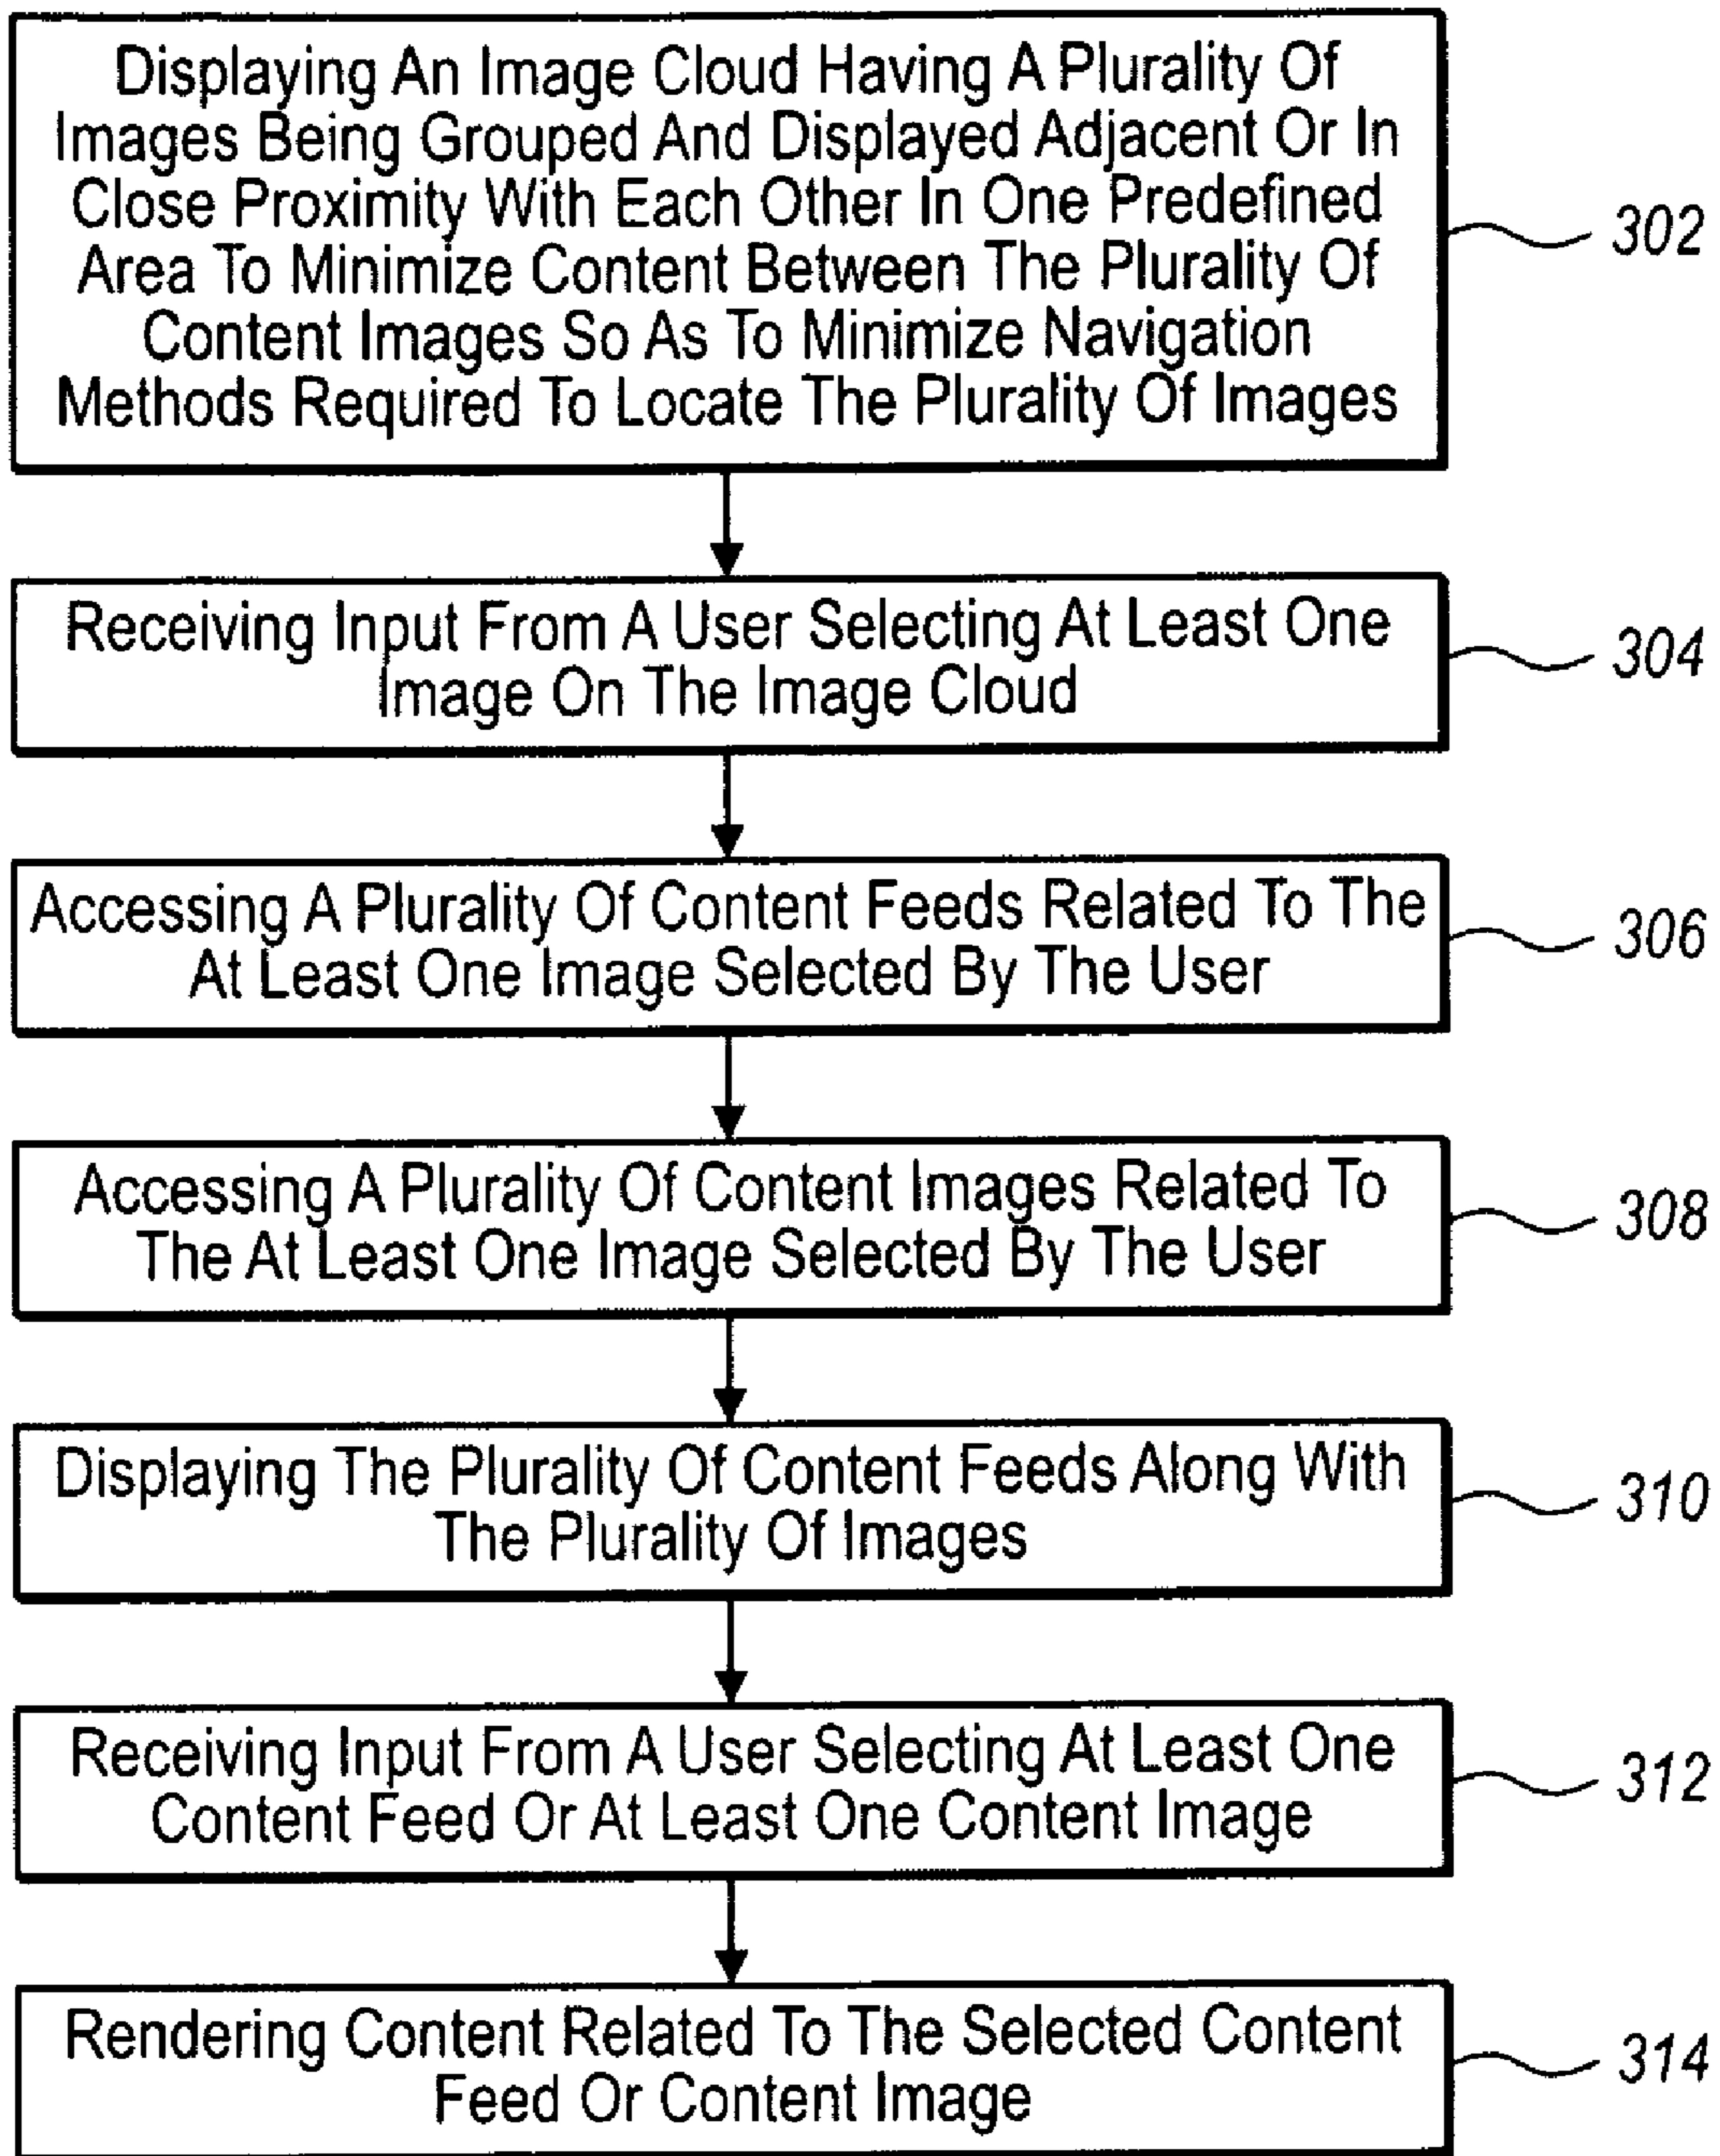 Displaying An Image Cloud Having A Plurality Of
Images Being Grouped And Displayed Adjacent Or In
Close Proximity With Each Other In One Predefined
Area To Minimize Content Between The Plurality Of
Content Images So As To Minimize Navigation
Methods Required To Locate The Plurality Of Images
302
Receiving Input From A User Selecting At Least One
Image On The Image Cloud
304
Accessing A Plurality Of Content Feeds Related To The
At Least One Image Selected By The User
306
Accessing A Plurality Of Content Images Related To
The At Least One Image Selected By The User
308
Displaying The Plurality Of Content Feeds Along With
The Plurality Of Images
310
Receiving Input From A User Selecting At Least One
Content Feed Or At Least One Content Image
312
Rendering Content Related To The Selected Content
Feed Or Content Image
314